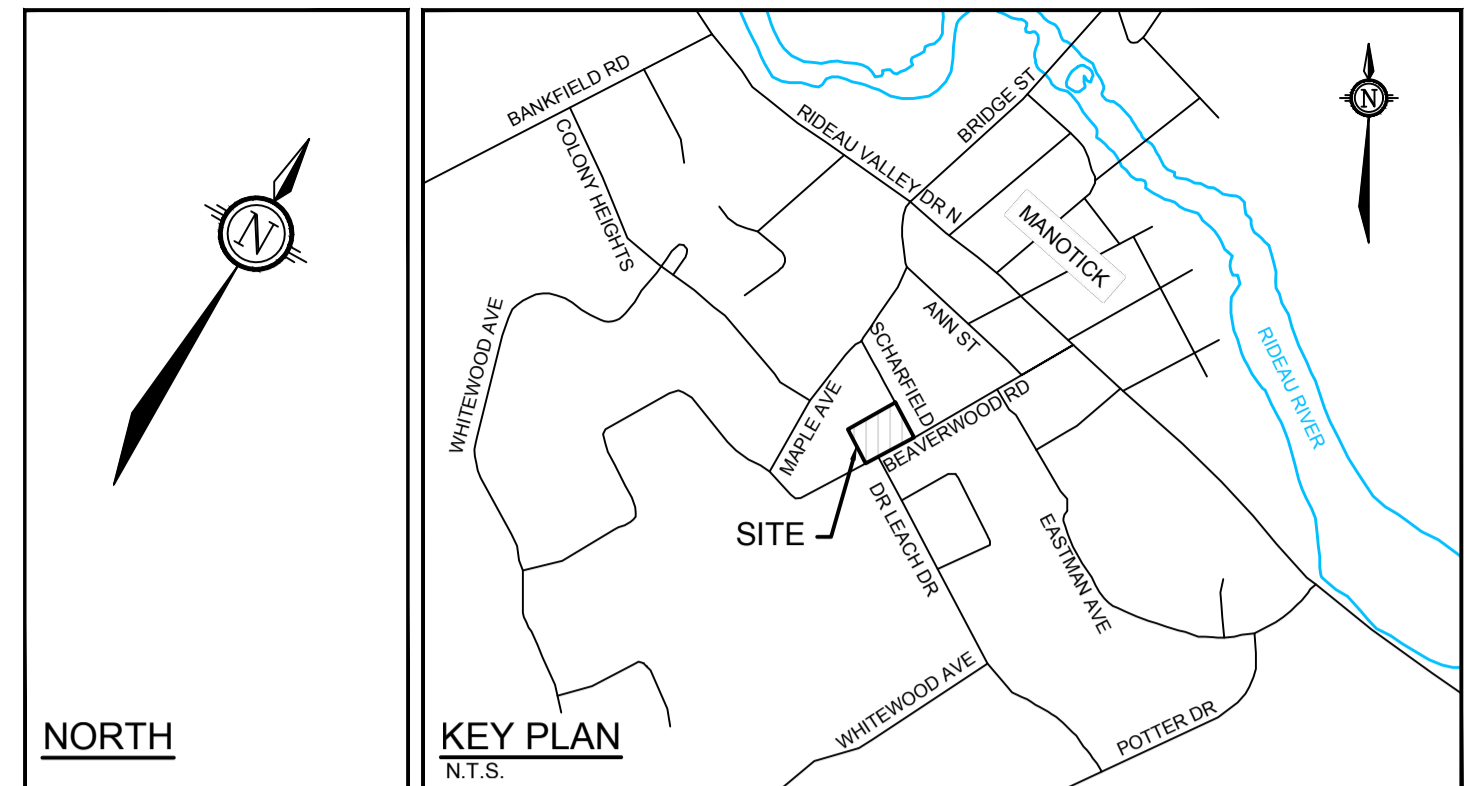 N
NORTH
BANKFIELD RD
COLONY HEIGHTS
RIDEAU VALLEY DR N
BRIDGE ST
N
MANOTICK
WHITEWOOD AVE
ANN ST
SCHARFIELD
RIDEAU RIVER
MAPLE AVE
BEAVERWOOD RD
SITE
DR LEACH DR
EASTMAN AVE
WHITEWOOD AVE
POTTER DR
KEY PLAN
N.T.S.